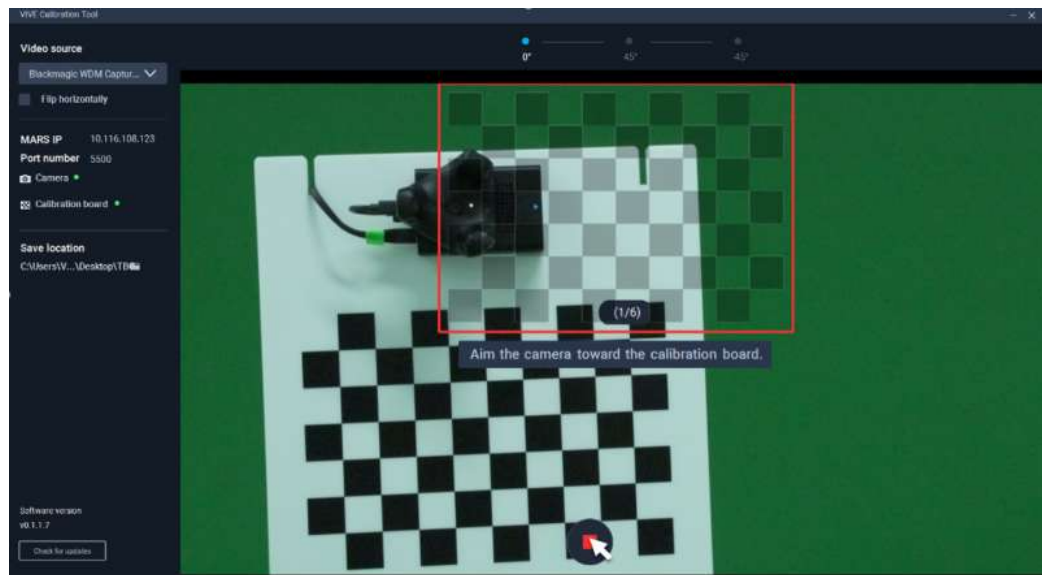 VIVE Calibration Tool
Video source
Blackmagic WDM Captur...
Flip horizontally
MARS IP 10.116.108.123
Port number 5500
Camera
Calibration board
Save location
C:\Users\V...\Desktop\TB
Software version
v0.1.1.7
Check for updates
0° 45° 45°
(1/6)
Aim the camera toward the calibration board.